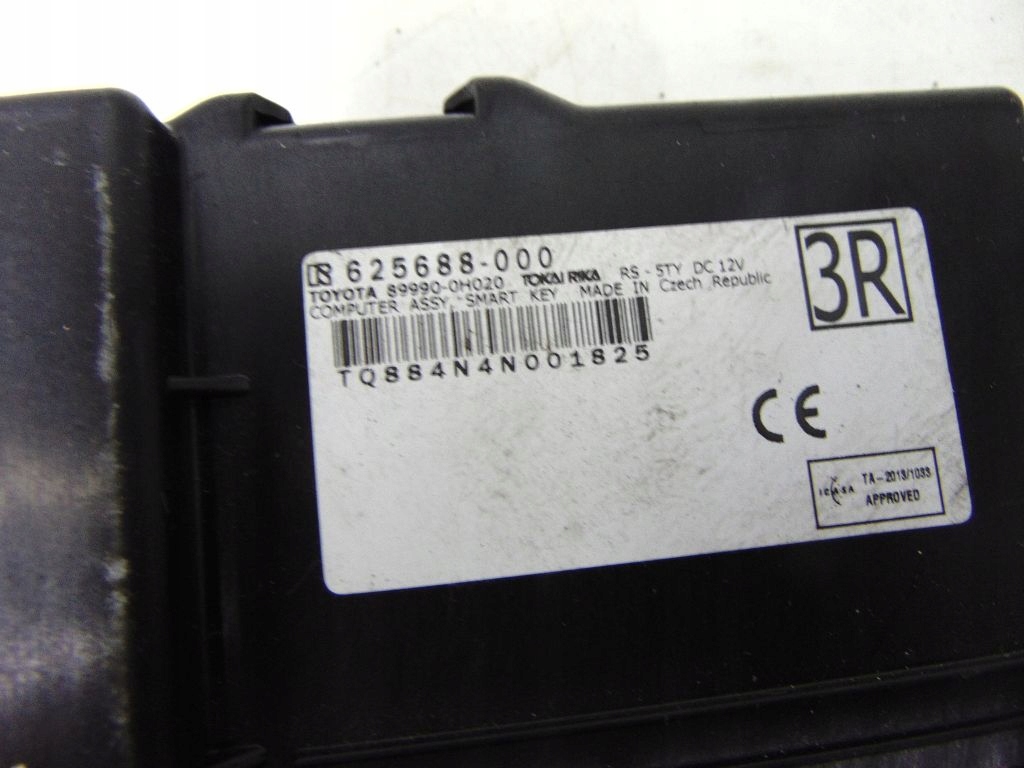 625688-000
TOYOTA 89990-0H020 TOKAI RIKA RS-5TY DC 12V
COMPUTER ASSY, SMART KEY MADE IN Czech Republic
TQ884N4N001825
3R
CE
ICASA TA-2013/1033
APPROVED